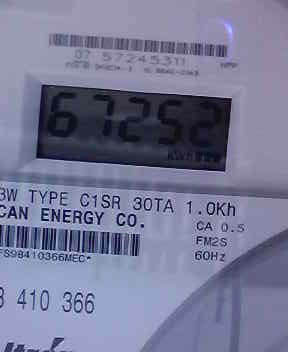 07 57245311
67252
KWH
3W TYPE C1SR 30TA 1.0Kh
CAN ENERGY CO.
CA 0.5
FM2S
60Hz
FS98410366MEC*
8 410 366